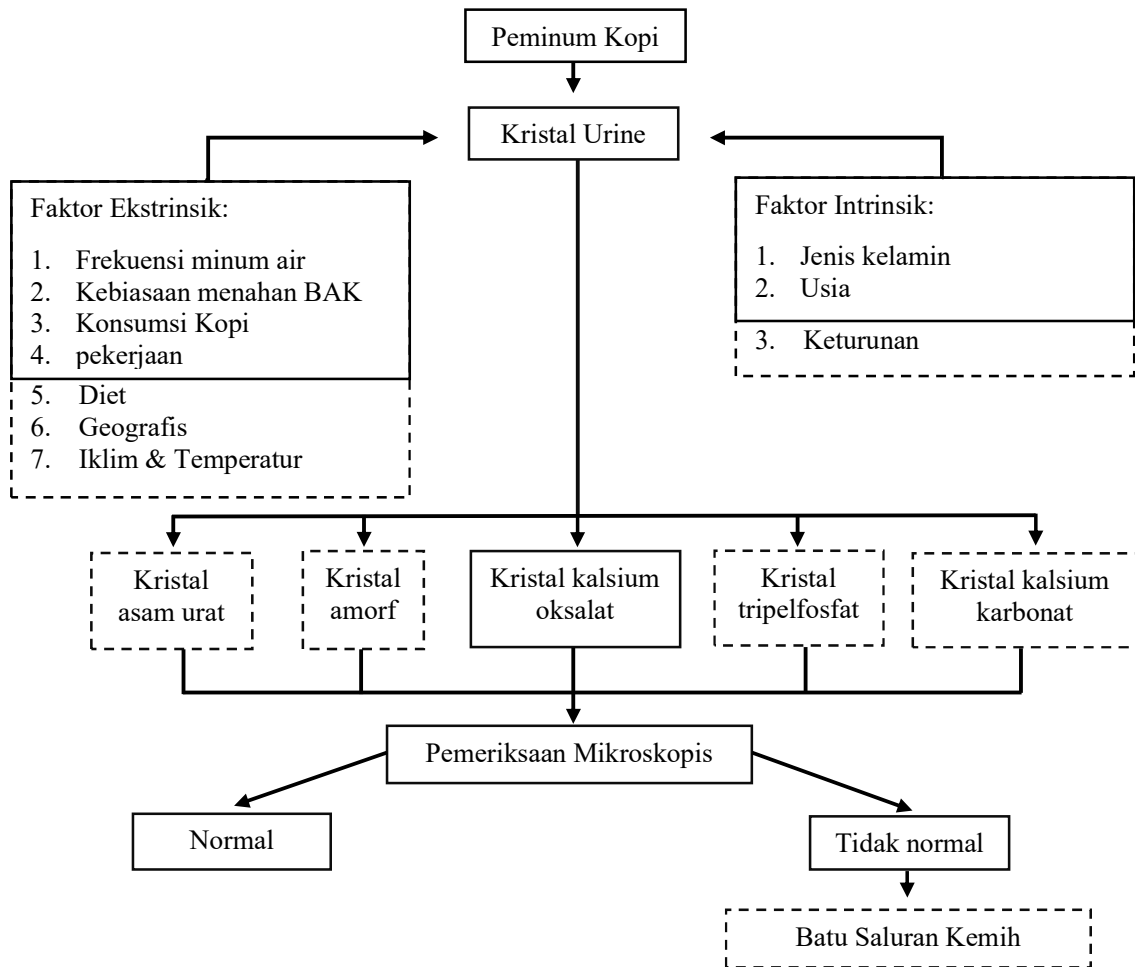 Peminum Kopi
Kristal Urine
Faktor Ekstrinsik:
1. Frekuensi minum air
2. Kebiasaan menahan BAK
3. Konsumsi Kopi
4. pekerjaan
5. Diet
6. Geografis
7. Iklim & Temperatur
Faktor Intrinsik:
1. Jenis kelamin
2. Usia
3. Keturunan
Kristal
asam urat
Kristal
amorf
Kristal kalsium
oksalat
Kristal
tripelfosfat
Kristal kalsium
karbonat
Pemeriksaan Mikroskopis
Normal
Tidak normal
Batu Saluran Kemih